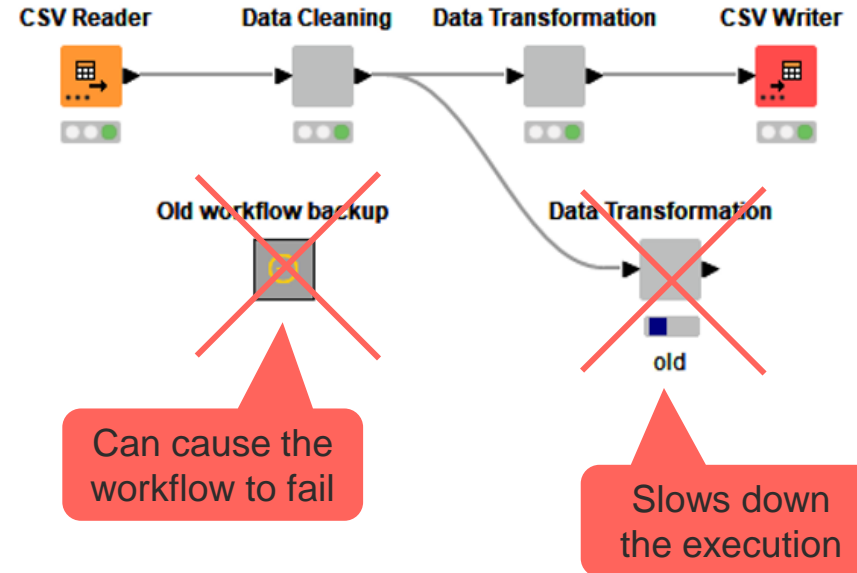 CSV Reader
Data Cleaning
Data Transformation
CSV Writer
Old workflow backup
Data Transformation
old
Can cause the
workflow to fail
Slows down
the execution